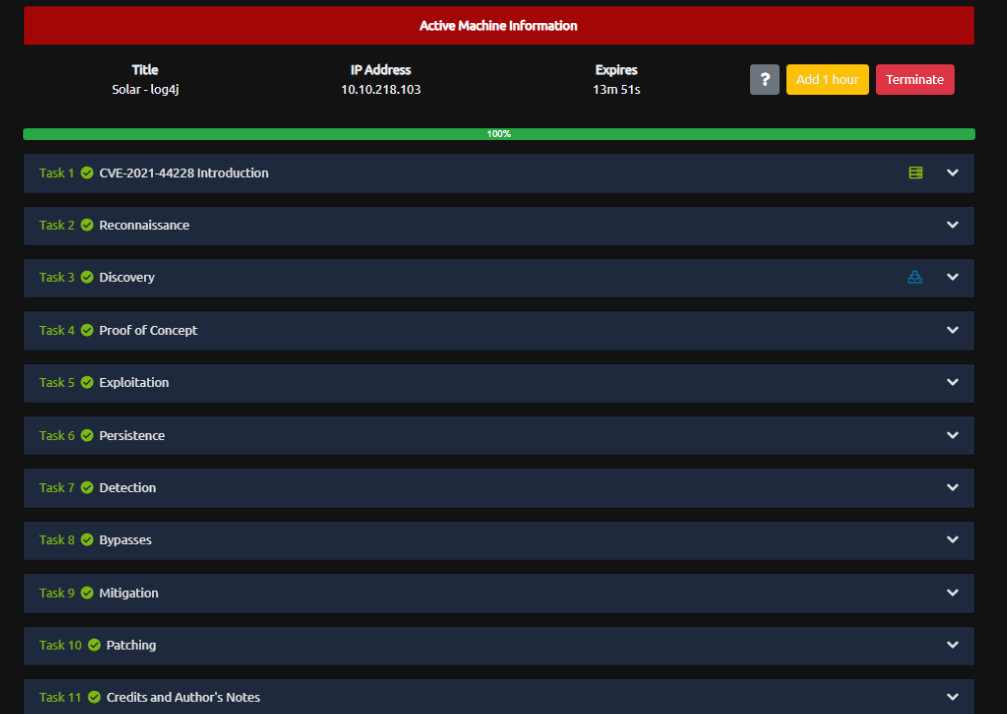 Active Machine Information
Title IP Address Expires
Solar - log4j 10.10.218.103 13m 51s ? Add 1 hour Terminate
100%
Task 1 CVE-2021-44228 Introduction
Task 2 Reconnaissance
Task 3 Discovery
Task 4 Proof of Concept
Task 5 Exploitation
Task 6 Persistence
Task 7 Detection
Task 8 Bypasses
Task 9 Mitigation
Task 10 Patching
Task 11 Credits and Author's Notes